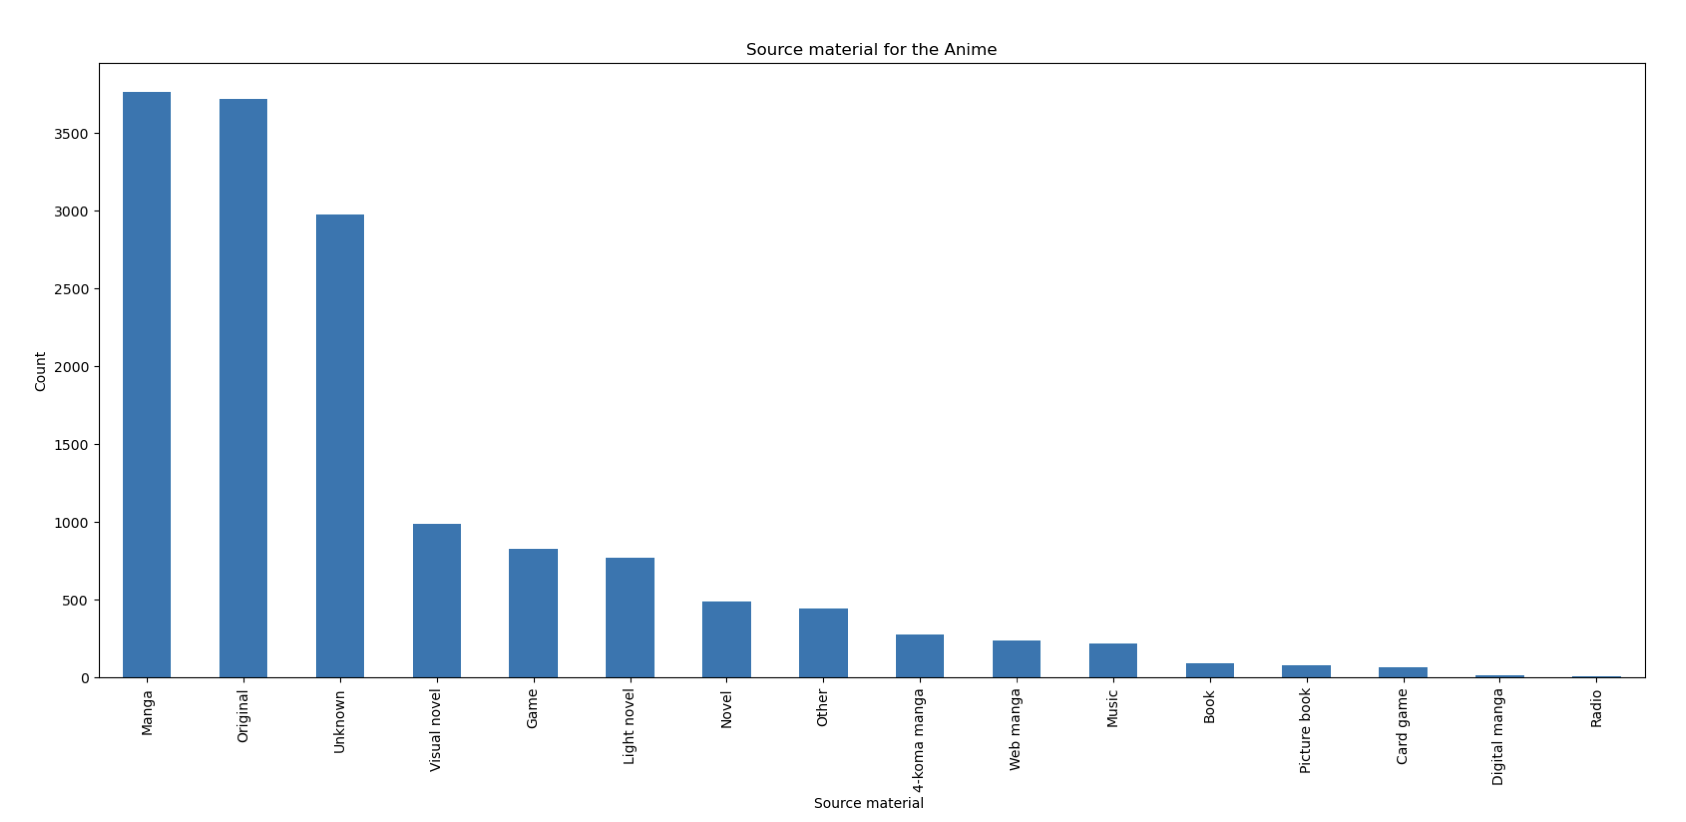 Source material for the Anime
3500
3000
2500
2000
1500
1000
500
0
Count
Manga
Original
Unknown
Visual novel
Game
Light novel
Novel
Other
4-koma manga
Web manga
Music
Book
Picture book
Card game
Digital manga
Radio
Source material